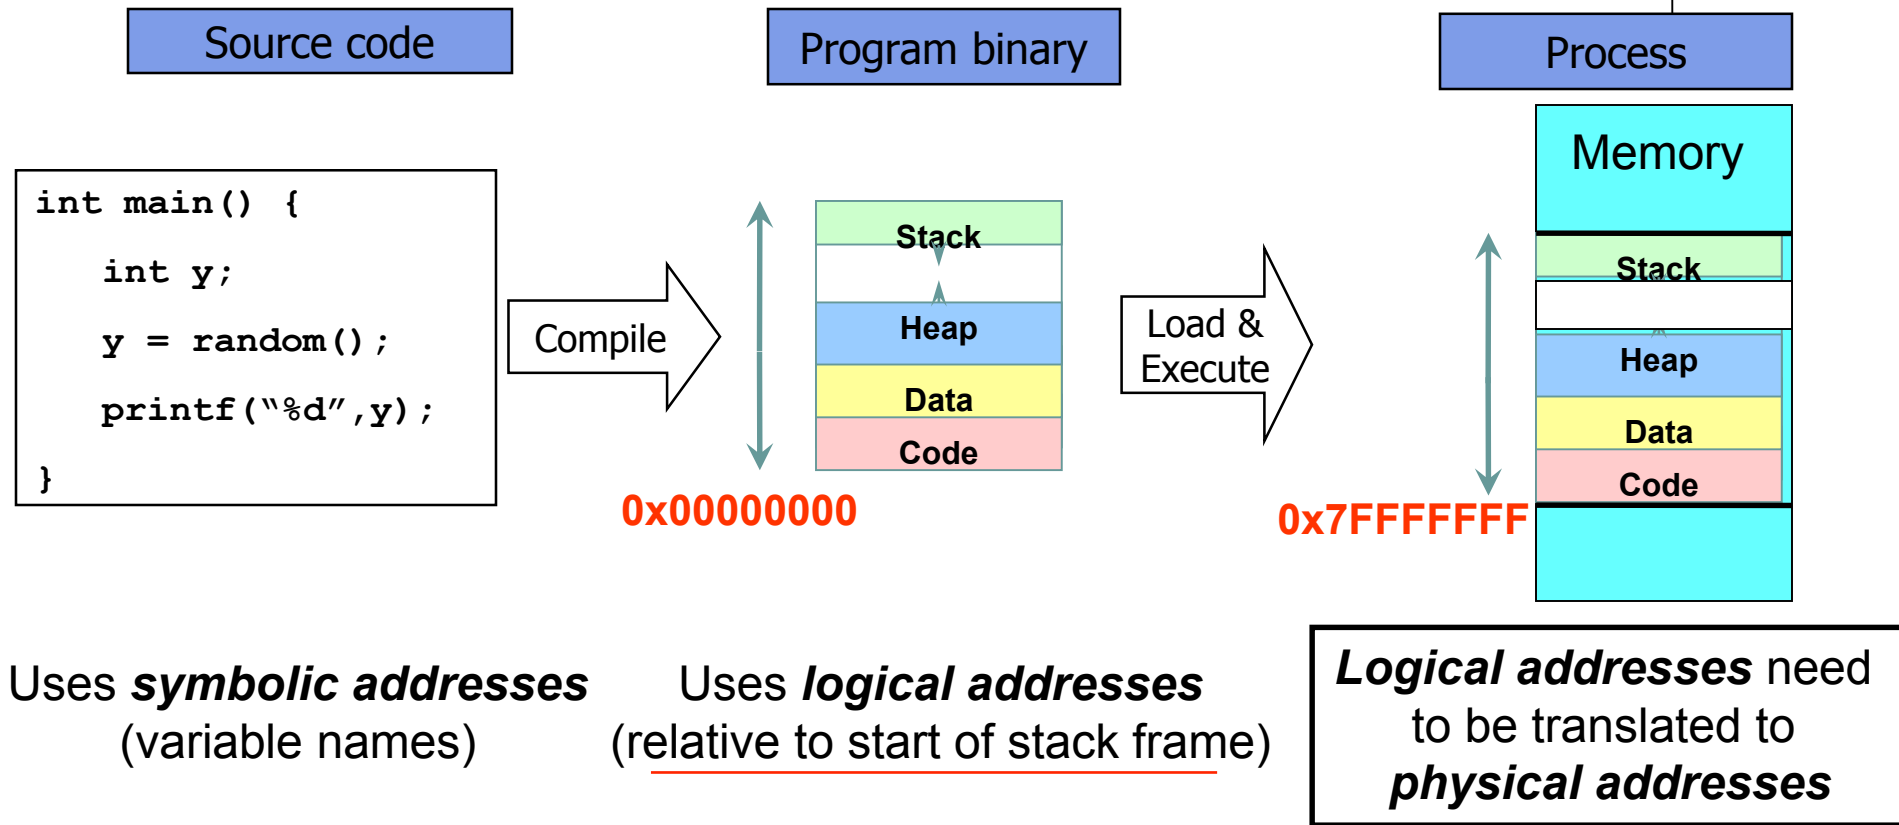 Source code
Program binary
Process
int main() {
int y;
y = random();
printf(“%d”,y);
}
Compile
Stack
Heap
Data
Code
0x00000000
Load &
Execute
Memory
Stack
Heap
Data
Code
0x7FFFFFFF
Uses symbolic addresses
(variable names)
Uses logical addresses
(relative to start of stack frame)
Logical addresses need
to be translated to
physical addresses